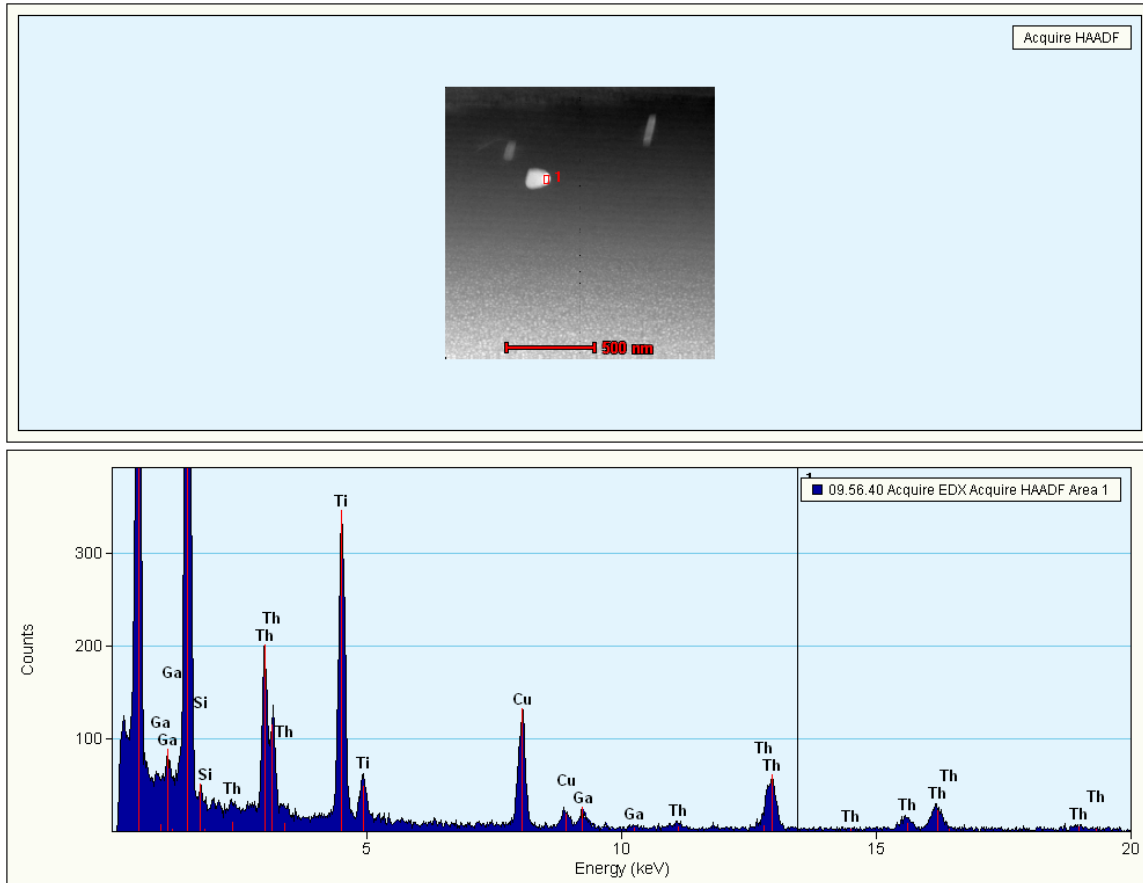 Acquire HAADF
1
500 nm
1
09.56.40 Acquire EDX Acquire HAADF Area 1
Counts
300
200
100
Ga
Ga
Ga
Si
Si
Th
Th
Th
Th
Ti
Ti
Cu
Cu
Ga
Ga
Th
Th
Th
Th
Th
Th
Th
Th
Th
5
10
15
20
Energy (keV)